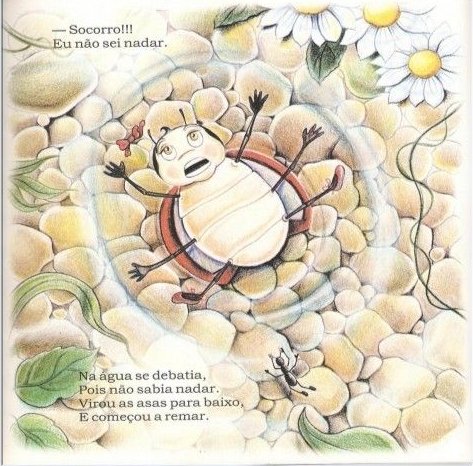 — Socorro!!!
Eu não sei nadar.
Na água se debatia,
Pois não sabia nadar.
Virou as asas para baixo,
E começou a remar.